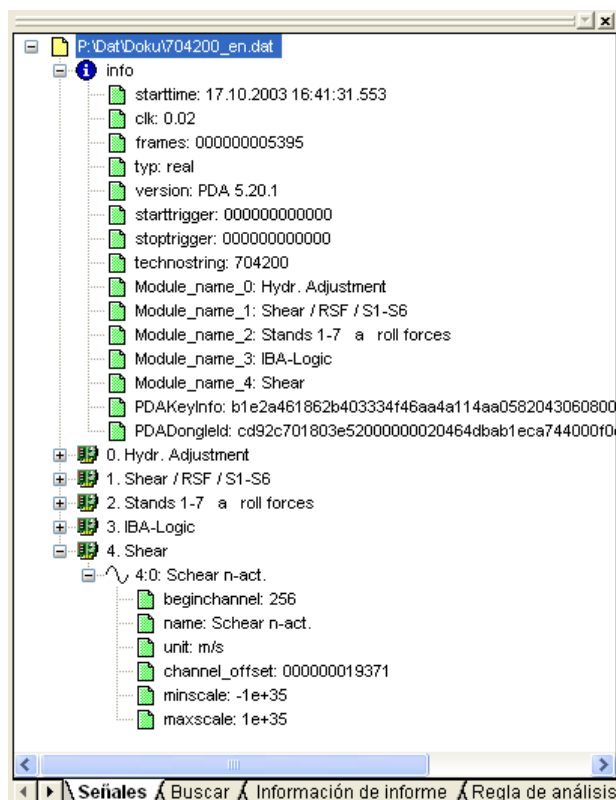 P:\Dat\Doku\704200_en.dat
info
starttime: 17.10.2003 16:41:31.553
clk: 0.02
frames: 000000005395
typ: real
version: PDA 5.20.1
starttrigger: 000000000000
stoptrigger: 000000000000
technostring: 704200
Module_name_0: Hydr. Adjustment
Module_name_1: Shear / RSF / S1-S6
Module_name_2: Stands 1-7 a roll forces
Module_name_3: IBA-Logic
Module_name_4: Shear
PDAKeyInfo: b1e2a461862b403334f46aa4a114aa0582043060800
PDADongleId: cd92c701803e52000000020464dbab1eca744000f0
0. Hydr. Adjustment
1. Shear / RSF / S1-S6
2. Stands 1-7 a roll forces
3. IBA-Logic
4. Shear
4:0: Schear n-act.
beginchannel: 256
name: Schear n-act.
unit: m/s
channel_offset: 000000019371
minscale: -1e+35
maxscale: 1e+35
Señales Buscar Información de informe Regla de análisis